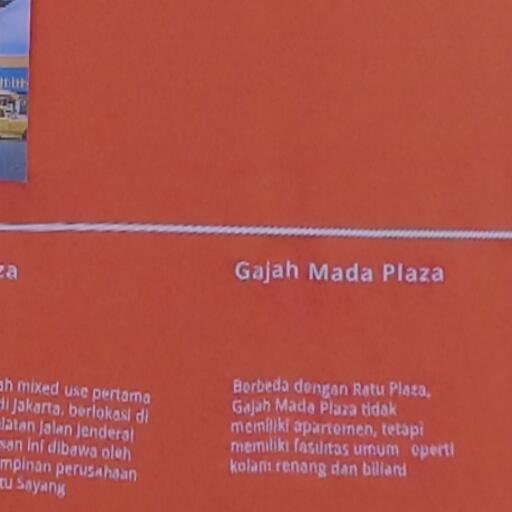 za
ah mixed use pertama
di Jakarta, berlokasi di
latan Jalan Jenderal
san ini dibawa oleh
mpinan perusahaan
tu Sayang
Gajah Mada Plaza
Berbeda dengan Ratu Plaza,
Gajah Mada Plaza tidak
memiliki apartemen, tetapi
memiliki fasilitas umum operti
kolam renang dan biliard